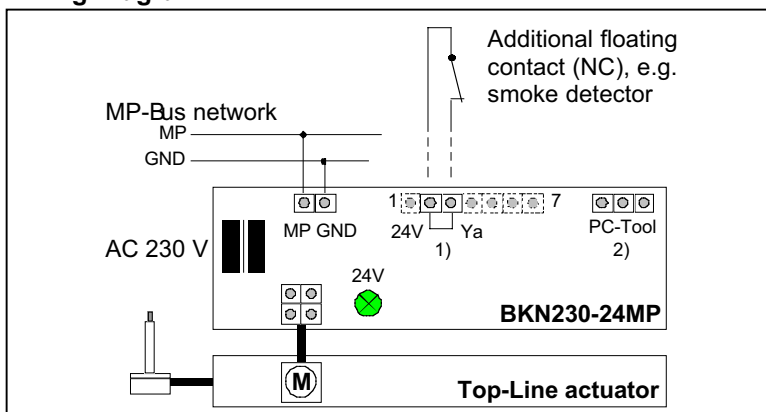 Additional floating
contact (NC), e.g.
smoke detector
MP-Bus network
MP
GND
1 7
MP GND 24V Ya PC-Tool
1) 2)
AC 230 V
24V
BKN230-24MP
M
Top-Line actuator